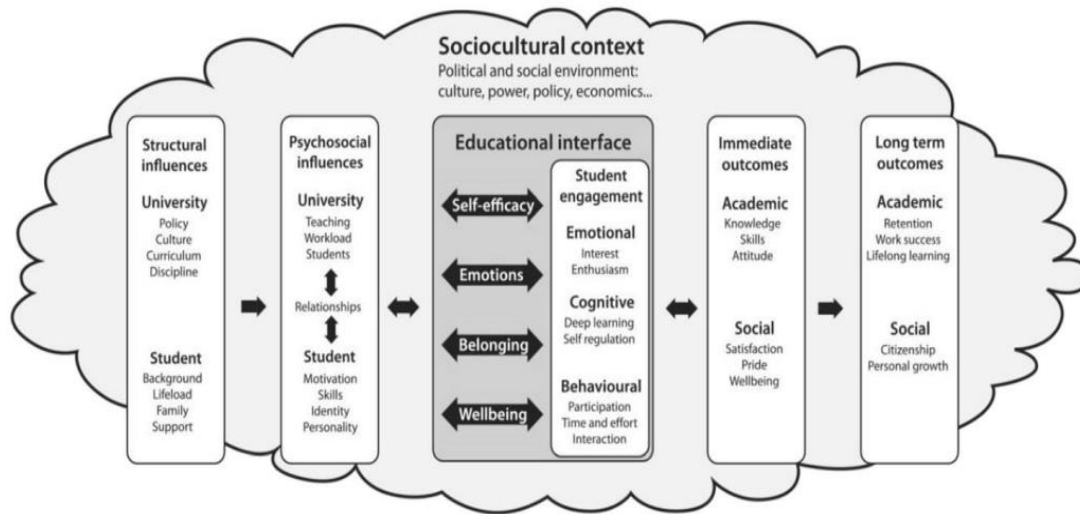 Sociocultural context
Political and social environment:
culture, power, policy, economics...
Structural
influences
University
Policy
Culture
Curriculum
Discipline
Student
Background
Lifeload
Family
Support
Psychosocial
influences
University
Teaching
Workload
Students
Relationships
Student
Motivation
Skills
Identity
Personality
Educational interface
Self-efficacy
Emotions
Belonging
Wellbeing
Student
engagement
Emotional
Interest
Enthusiasm
Cognitive
Deep learning
Self regulation
Behavioural
Participation
Time and effort
Interaction
Immediate
outcomes
Academic
Knowledge
Skills
Attitude
Social
Satisfaction
Pride
Wellbeing
Long term
outcomes
Academic
Retention
Work success
Lifelong learning
Social
Citizenship
Personal growth